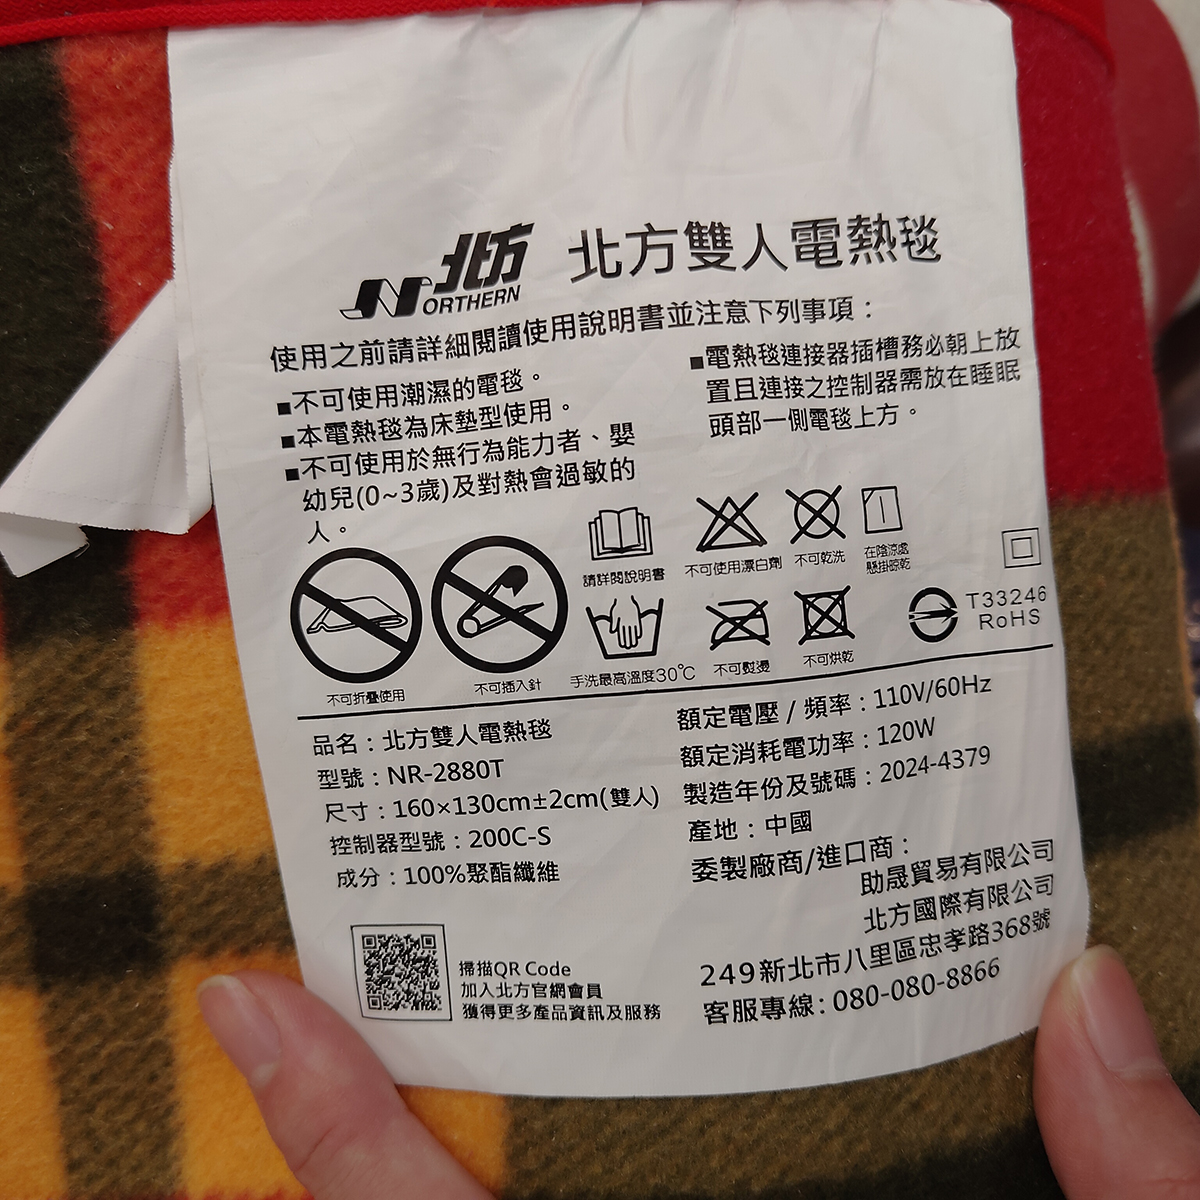 北方
NORTHERN
北方雙人電熱毯
使用之前請詳細閱讀使用說明書並注意下列事項：
■不可使用潮濕的電毯。
■本電熱毯為床墊型使用。
■不可使用於無行為能力者、嬰
幼兒(0~3歲)及對熱會過敏的
人。
■電熱毯連接器插槽務必朝上放
置且連接之控制器需放在睡眠
頭部一側電毯上方。
請詳閱說明書
不可使用漂白劑
不可乾洗
在陰涼處
懸掛晾乾
不可折疊使用
不可插入針
手洗最高溫度30℃
不可熨燙
不可烘乾
T33246
RoHS
品名：北方雙人電熱毯
型號：NR-2880T
尺寸：160×130cm±2cm(雙人)
控制器型號：200C-S
成分：100%聚酯纖維
額定電壓 / 頻率：110V/60Hz
額定消耗電功率：120W
製造年份及號碼：2024-4379
產地：中國
委製廠商/進口商：
助晟貿易有限公司
北方國際有限公司
249新北市八里區忠孝路368號
客服專線：080-080-8866
掃描QR Code
加入北方官網會員
獲得更多產品資訊及服務